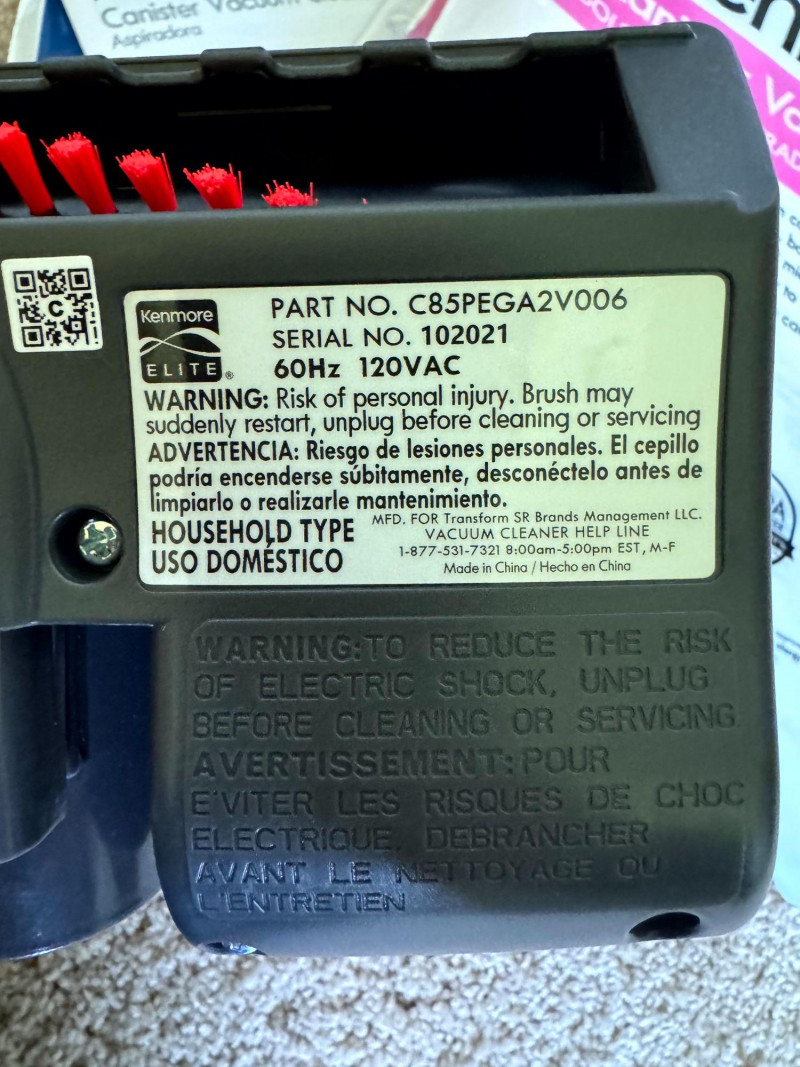 Canister Vacuum
Aspiradora
C
Kenmore
ELITE®
PART NO. C85PEGA2V006
SERIAL NO. 102021
60Hz 120VAC
WARNING: Risk of personal injury. Brush may
suddenly restart, unplug before cleaning or servicing
ADVERTENCIA: Riesgo de lesiones personales. El cepillo
podría encenderse súbitamente, desconéctelo antes de
limpiarlo o realizarle mantenimiento.
HOUSEHOLD TYPE
USO DOMÉSTICO
MFD. FOR Transform SR Brands Management LLC.
VACUUM CLEANER HELP LINE
1-877-531-7321 8:00am-5:00pm EST, M-F
Made in China / Hecho en China
WARNING:TO REDUCE THE RISK
OF ELECTRIC SHOCK, UNPLUG
BEFORE CLEANING OR SERVICING.
AVERTISSEMENT:POUR
E'VITER LES RISQUES DE CHOC
ELECTRIQUE, DEBRANCHER
AVANT LE NETTOYAGE OU
L'ENTRETIEN